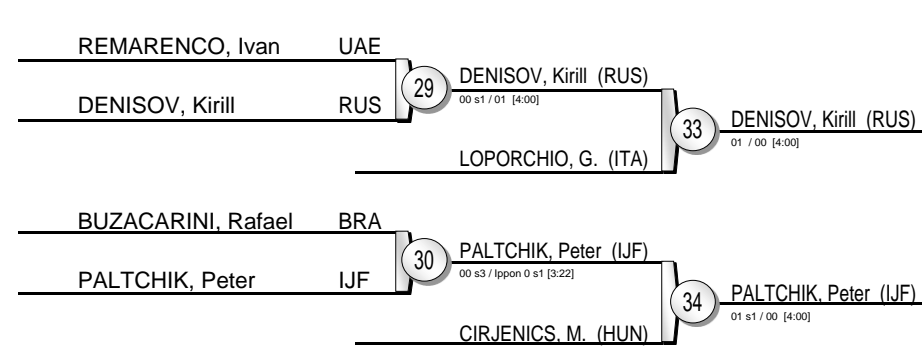 REMARENCO, Ivan UAE
DENISOV, Kirill RUS
29
DENISOV, Kirill (RUS)
00 s1 / 01 [4:00]
LOPORCHIO, G. (ITA)
33
DENISOV, Kirill (RUS)
01 / 00 [4:00]
BUZACARINI, Rafael BRA
PALTCHIK, Peter IJF
30
PALTCHIK, Peter (IJF)
00 s3 / Ippon 0 s1 [3:22]
CIRJENICS, M. (HUN)
34
PALTCHIK, Peter (IJF)
01 s1 / 00 [4:00]